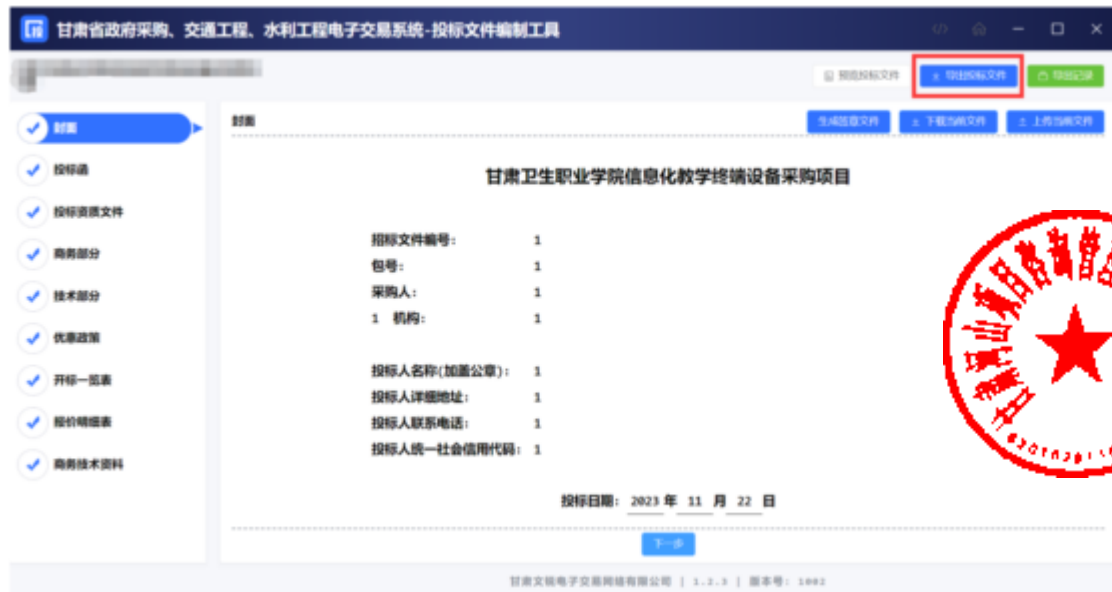 甘肃省政府采购、交通工程、水利工程电子交易系统-投标文件编制工具
预览投标文件
导出投标文件
导出记录
封面
投标函
投标资质文件
商务部分
技术部分
优惠政策
开标一览表
报价明细表
商务技术资料
封面
生成签章文件
下载当前文件
上传当前文件
甘肃卫生职业学院信息化教学终端设备采购项目
招标文件编号: 1
包号: 1
采购人: 1
1 机构: 1
投标人名称(加盖公章): 1
投标人详细地址: 1
投标人联系电话: 1
投标人统一社会信用代码: 1
投标日期: 2023 年 11 月 22 日
下一步
甘肃文锐电子交易网络有限公司 | 1.2.3 | 版本号: 1002